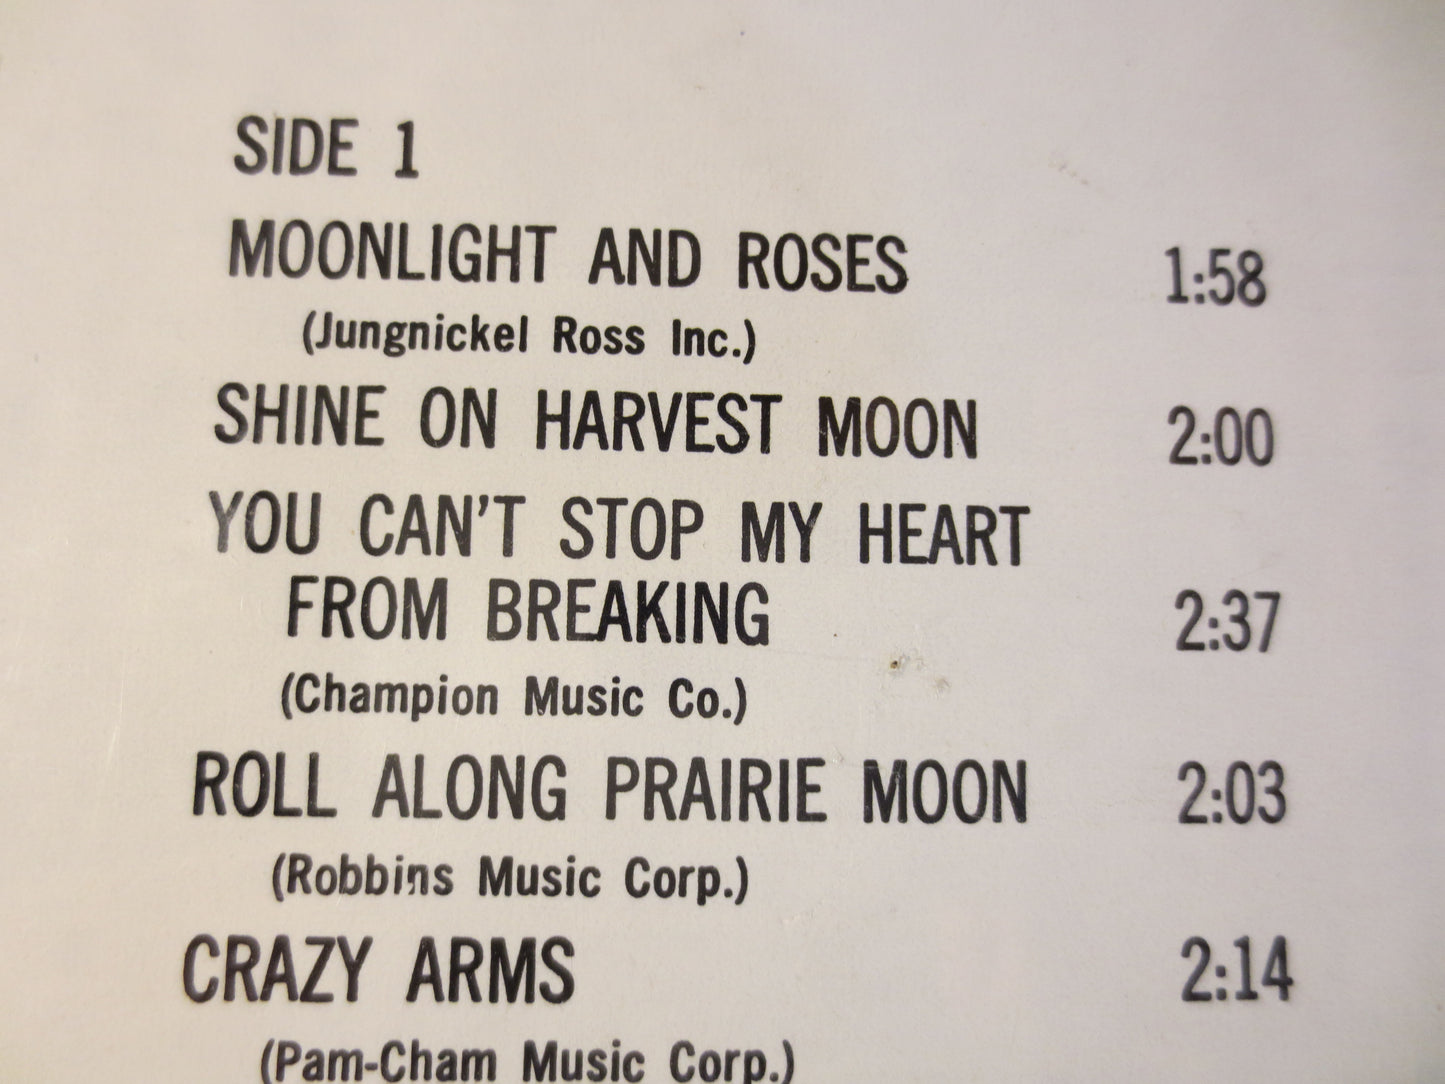 SIDE 1
MOONLIGHT AND ROSES 1:58
(Jungnickel Ross Inc.)
SHINE ON HARVEST MOON 2:00
YOU CAN'T STOP MY HEART
FROM BREAKING 2:37
(Champion Music Co.)
ROLL ALONG PRAIRIE MOON 2:03
(Robbins Music Corp.)
CRAZY ARMS 2:14
(Pam-Cham Music Corp.)